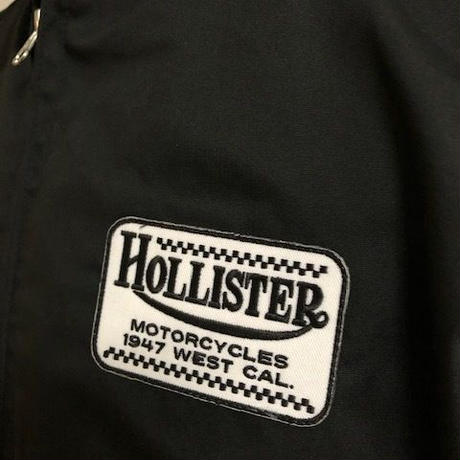 HOLLISTER
MOTORCYCLES
1947 WEST CAL.